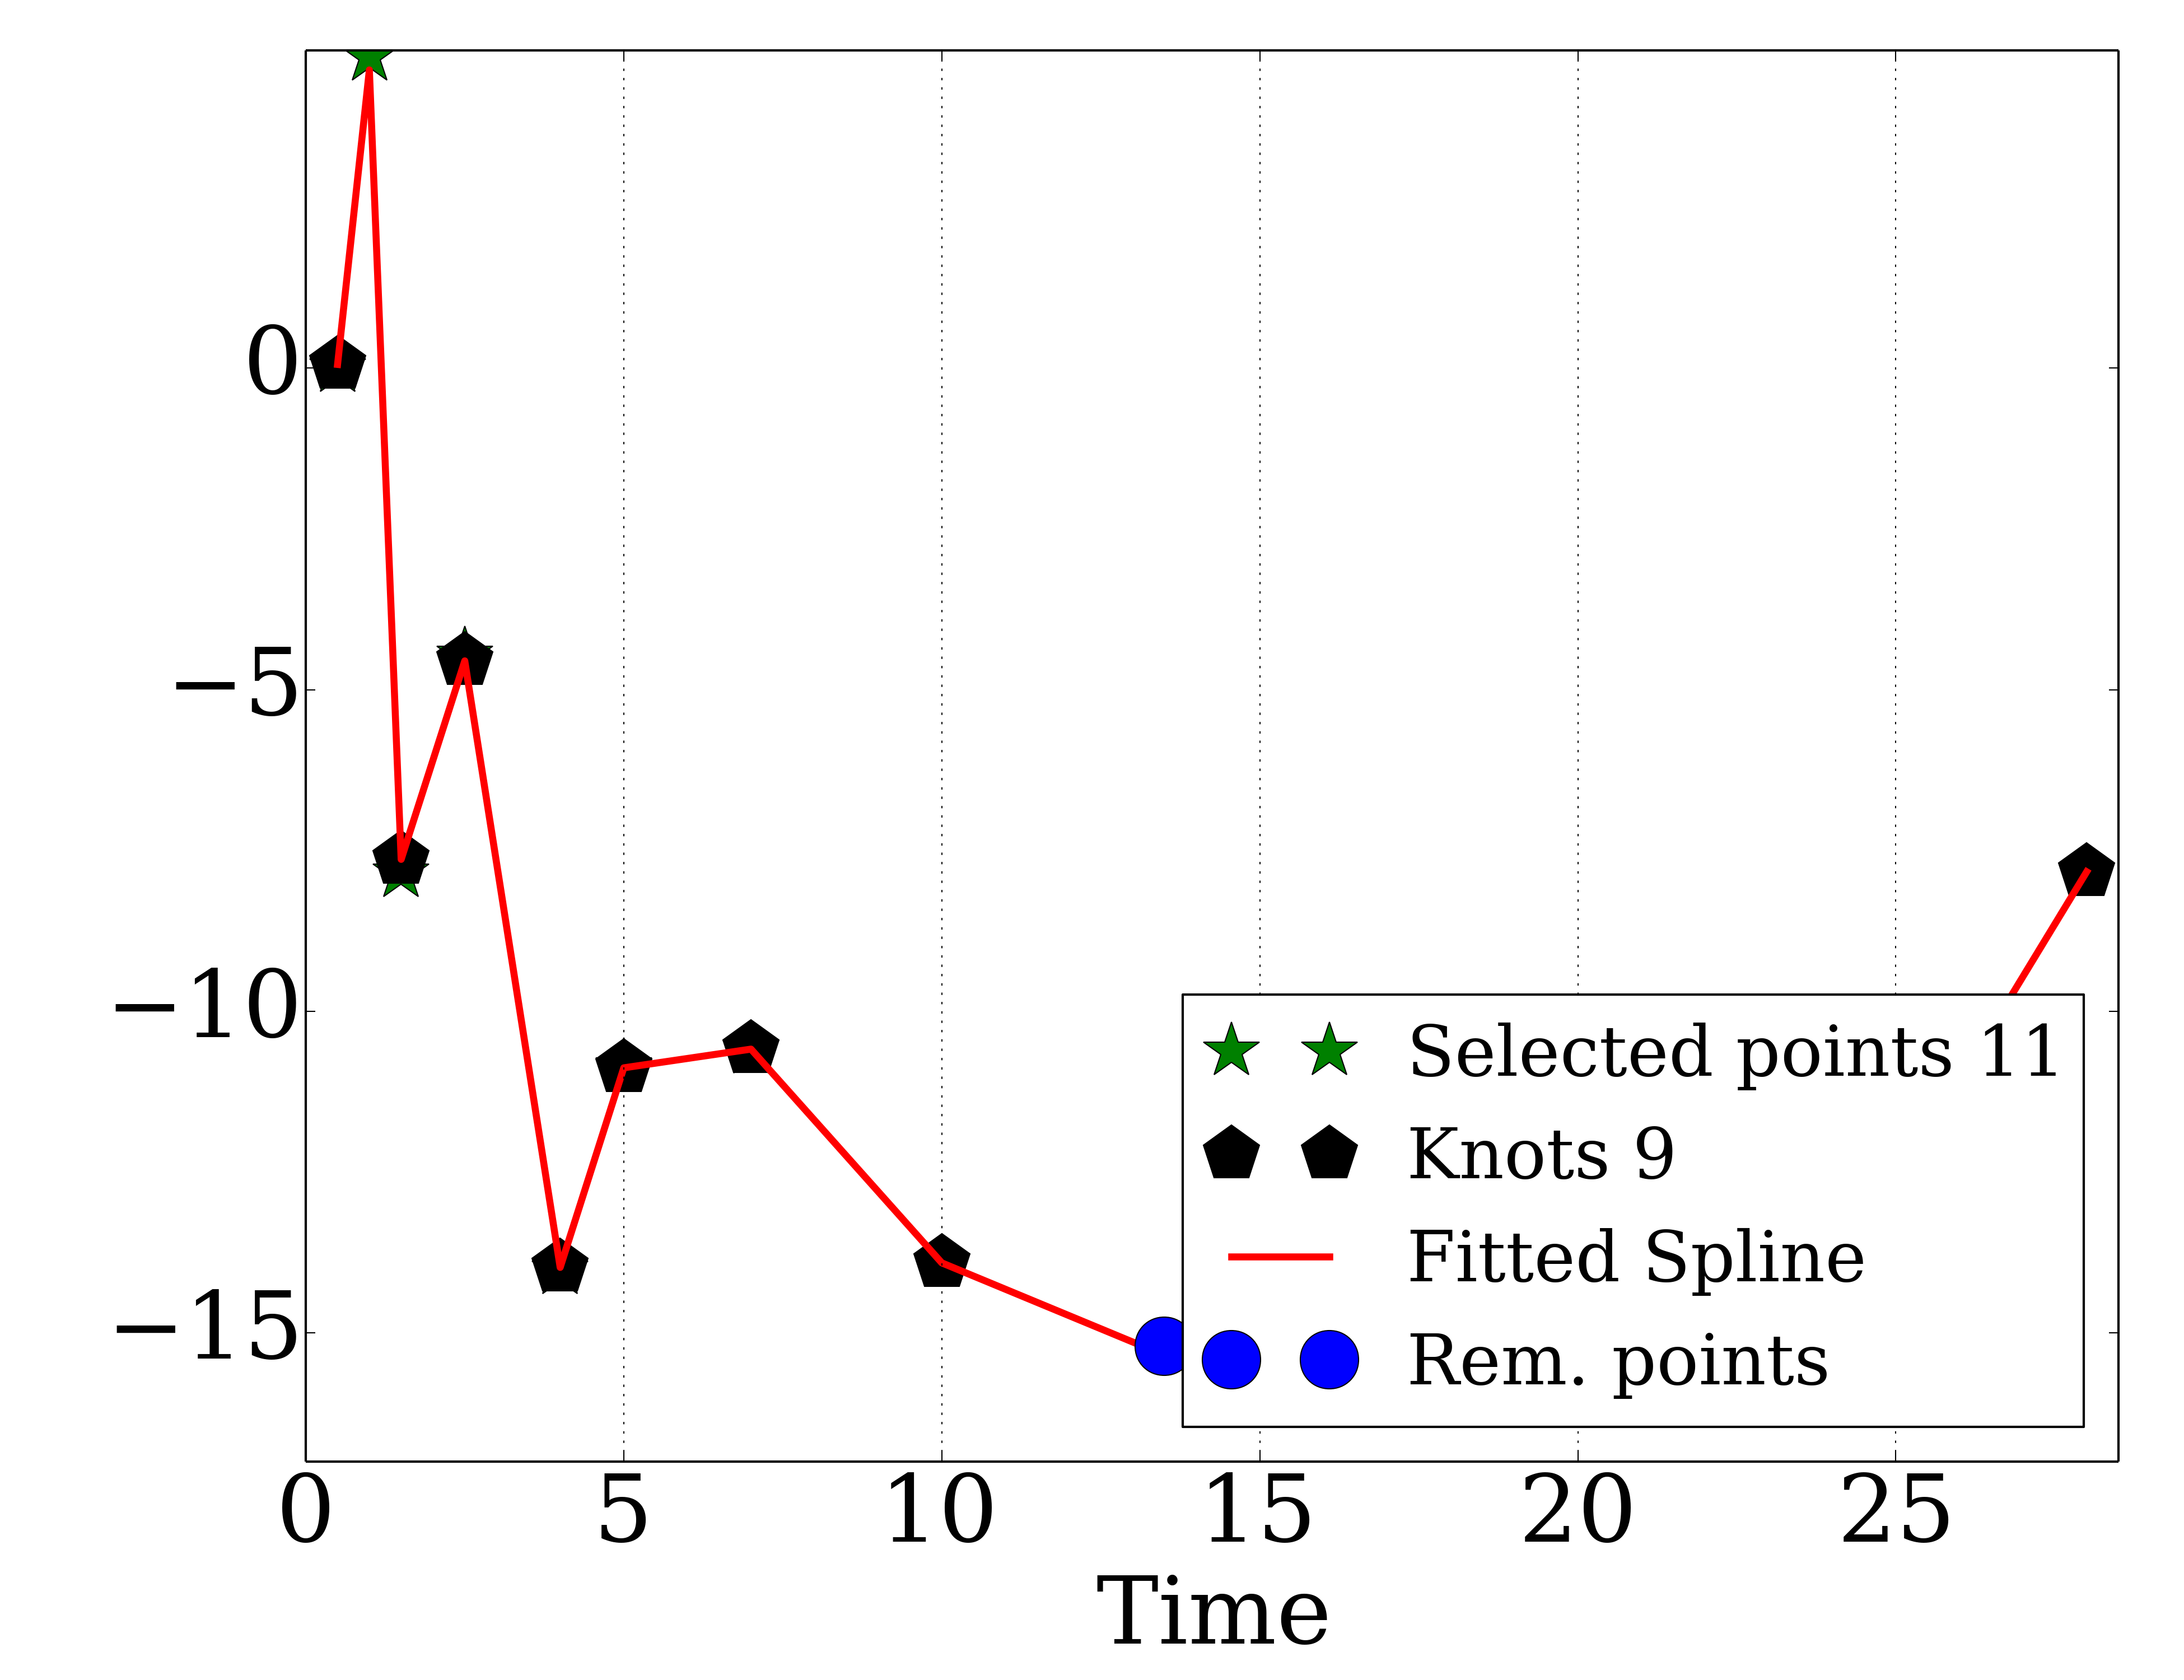 0
−5
−10
−15
Selected points 11
Knots 9
Fitted Spline
Rem. points
0 5 10 15 20 25
Time